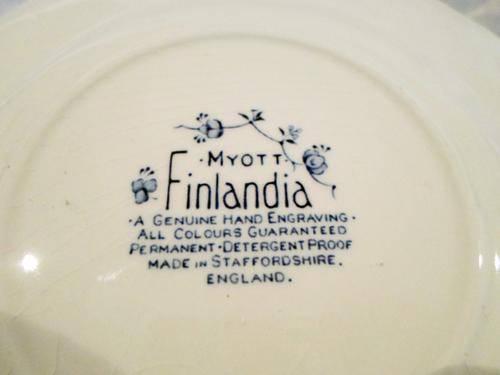 ·MYOTT·
Finlandia
·A GENUINE HAND ENGRAVING·
ALL COLOURS GUARANTEED
PERMANENT·DETERGENT PROOF
MADE IN STAFFORDSHIRE.
ENGLAND.